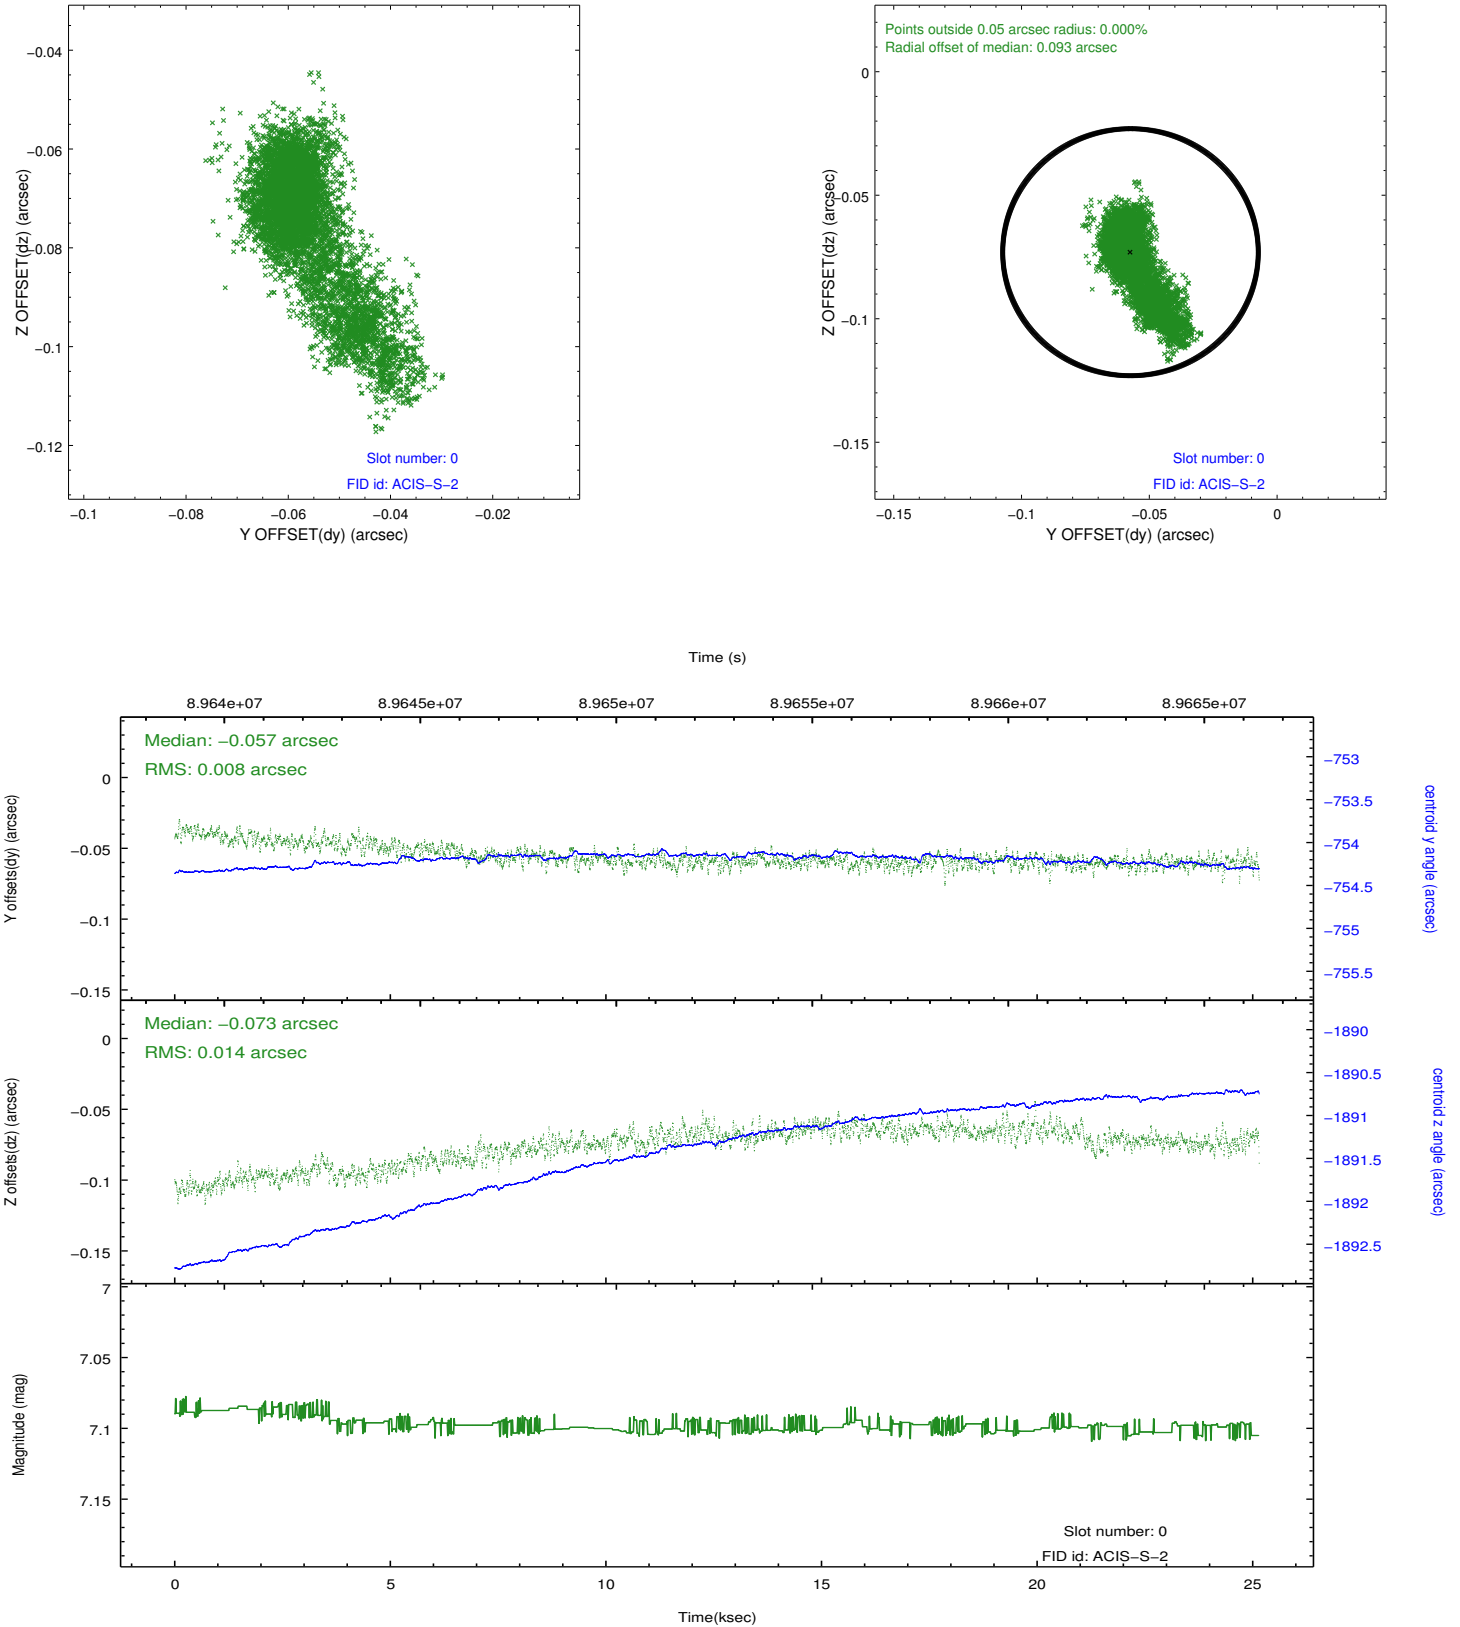 −0.04
−0.06
−0.08
−0.1
−0.12
Z OFFSET(dz) (arcsec)
Slot number: 0
FID id: ACIS−S−2
−0.1
−0.08
−0.06
−0.04
−0.02
Y OFFSET(dy) (arcsec)
Points outside 0.05 arcsec radius: 0.000%
Radial offset of median: 0.093 arcsec
0
−0.05
−0.1
−0.15
Z OFFSET(dz) (arcsec)
Slot number: 0
FID id: ACIS−S−2
−0.15
−0.1
−0.05
0
Y OFFSET(dy) (arcsec)
Time (s)
8.964e+07
8.9645e+07
8.965e+07
8.9655e+07
8.966e+07
8.9665e+07
Median: −0.057 arcsec
RMS: 0.008 arcsec
0
−0.05
−0.1
−0.15
Y offsets(dy) (arcsec)
−753
−753.5
−754
−754.5
−755
−755.5
centroid y angle (arcsec)
Median: −0.073 arcsec
RMS: 0.014 arcsec
0
−0.05
−0.1
−0.15
Z offsets(dz) (arcsec)
−1890
−1890.5
−1891
−1891.5
−1892
−1892.5
centroid z angle (arcsec)
7
7.05
7.1
7.15
Magnitude (mag)
Slot number: 0
FID id: ACIS−S−2
0
5
10
15
20
25
Time(ksec)